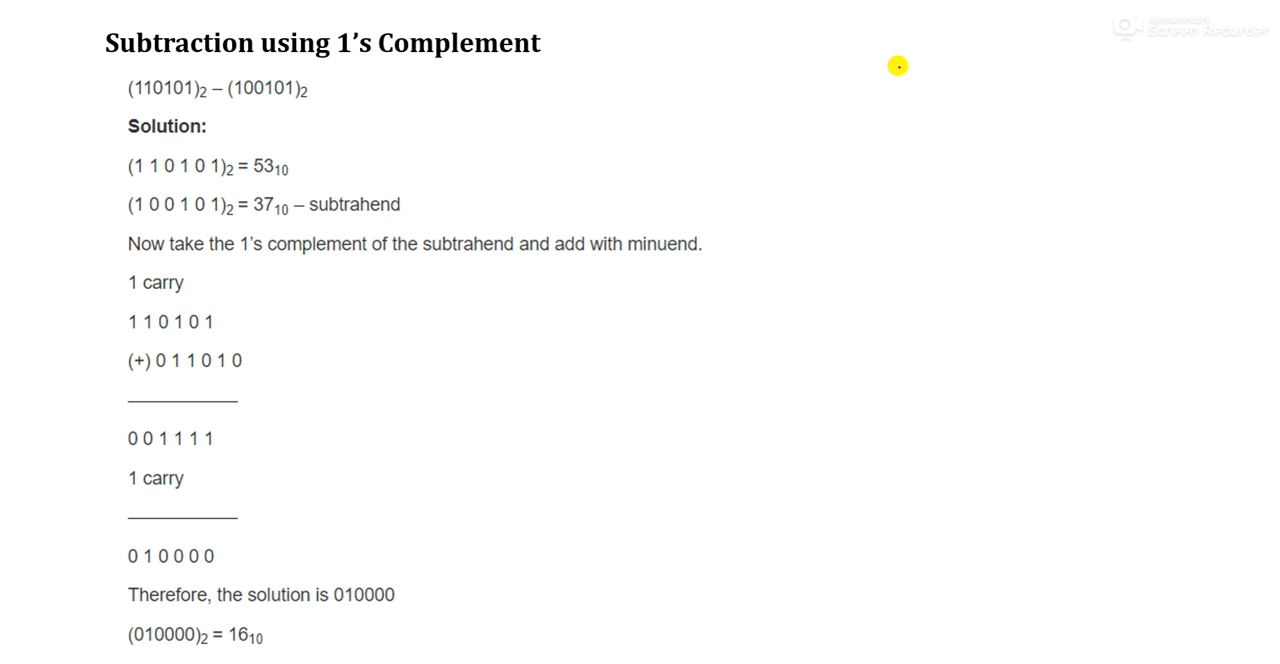 Apowersoft
Screen Recorder
Subtraction using 1's Complement
(110101)₂ – (100101)₂
Solution:
(1 1 0 1 0 1)₂ = 53₁₀
(1 0 0 1 0 1)₂ = 37₁₀ – subtrahend
Now take the 1's complement of the subtrahend and add with minuend.
1 carry
1 1 0 1 0 1
(+) 0 1 1 0 1 0
0 0 1 1 1 1
1 carry
0 1 0 0 0 0
Therefore, the solution is 010000
(010000)₂ = 16₁₀